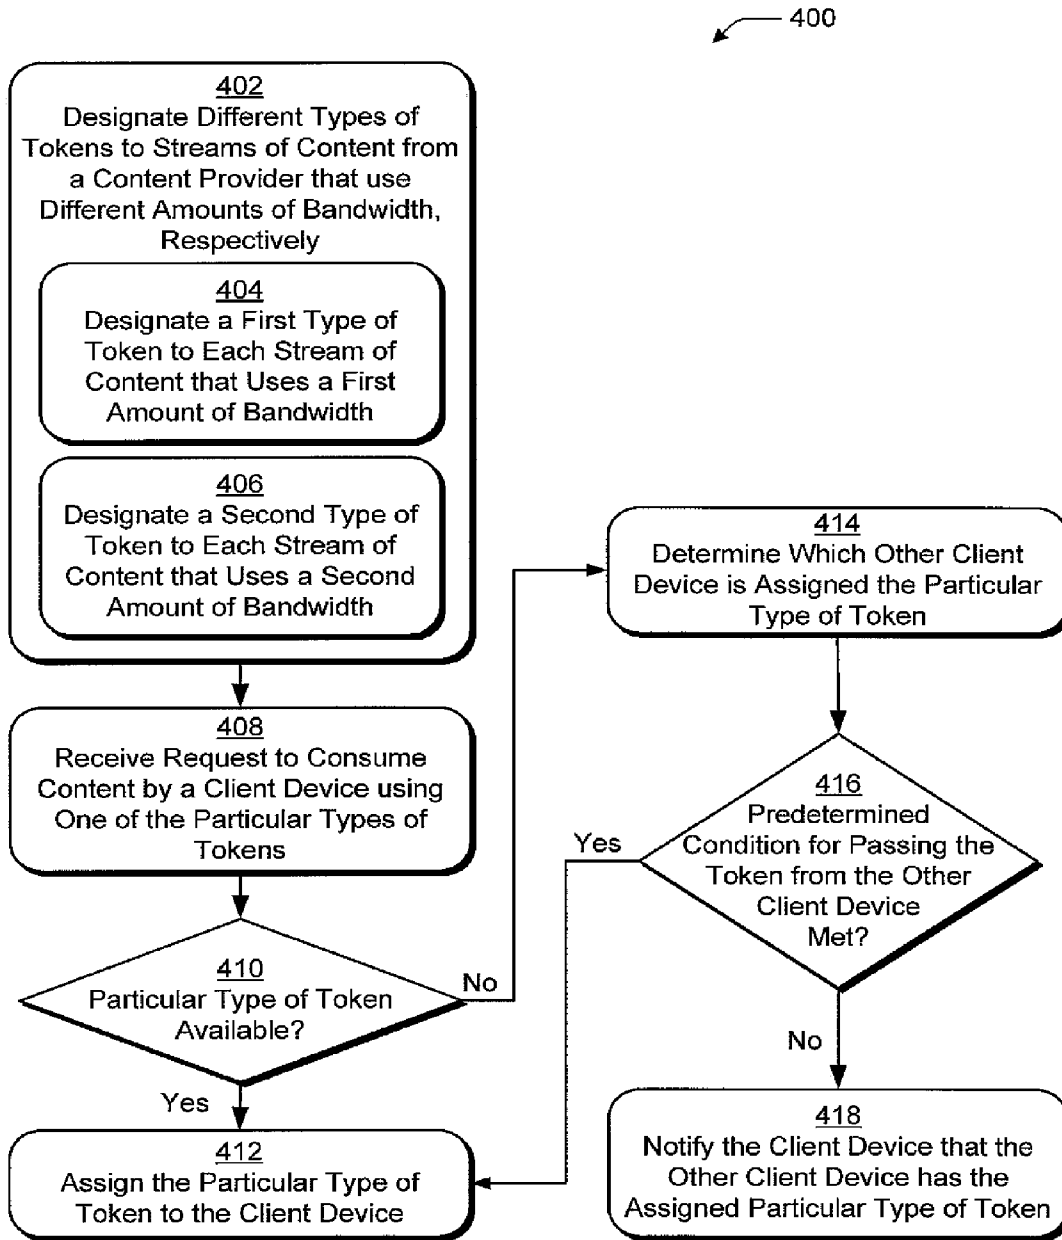 400
402
Designate Different Types of
Tokens to Streams of Content from
a Content Provider that use
Different Amounts of Bandwidth,
Respectively
404
Designate a First Type of
Token to Each Stream of
Content that Uses a First
Amount of Bandwidth
406
Designate a Second Type of
Token to Each Stream of
Content that Uses a Second
Amount of Bandwidth
408
Receive Request to Consume
Content by a Client Device using
One of the Particular Types of
Tokens
410
Particular Type of Token
Available?
No
Yes
412
Assign the Particular Type of
Token to the Client Device
414
Determine Which Other Client
Device is Assigned the Particular
Type of Token
416
Predetermined
Condition for Passing the
Token from the Other
Client Device
Met?
Yes
No
418
Notify the Client Device that the
Other Client Device has the
Assigned Particular Type of Token